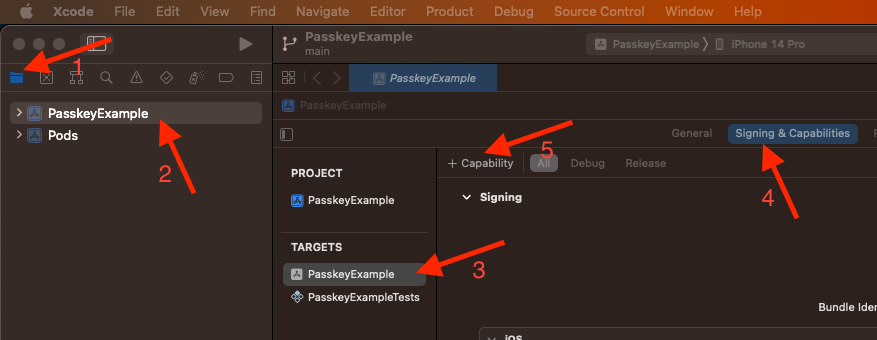 Xcode File Edit View Find Navigate Editor Product Debug Source Control Window Help
PasskeyExample
main
PasskeyExample 〉 iPhone 14 Pro
1
PasskeyExample
PasskeyExample
PasskeyExample
Pods
General Signing & Capabilities
5
+ Capability All Debug Release
2
PROJECT
Signing
4
PasskeyExample
TARGETS
3
PasskeyExample
PasskeyExampleTests
Bundle Ide
iOS